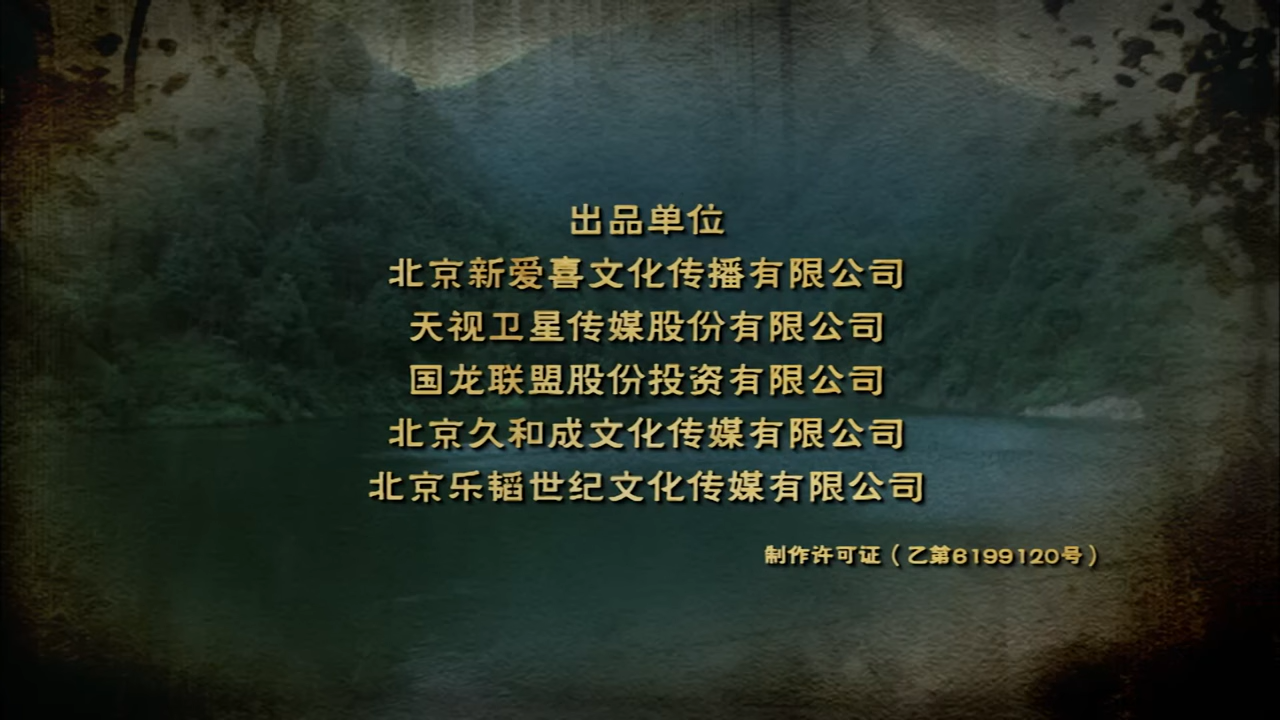 出品单位
北京新爱喜文化传播有限公司
天视卫星传媒股份有限公司
国龙联盟股份投资有限公司
北京久和成文化传媒有限公司
北京乐韬世纪文化传媒有限公司
制作许可证（乙第6199120号）